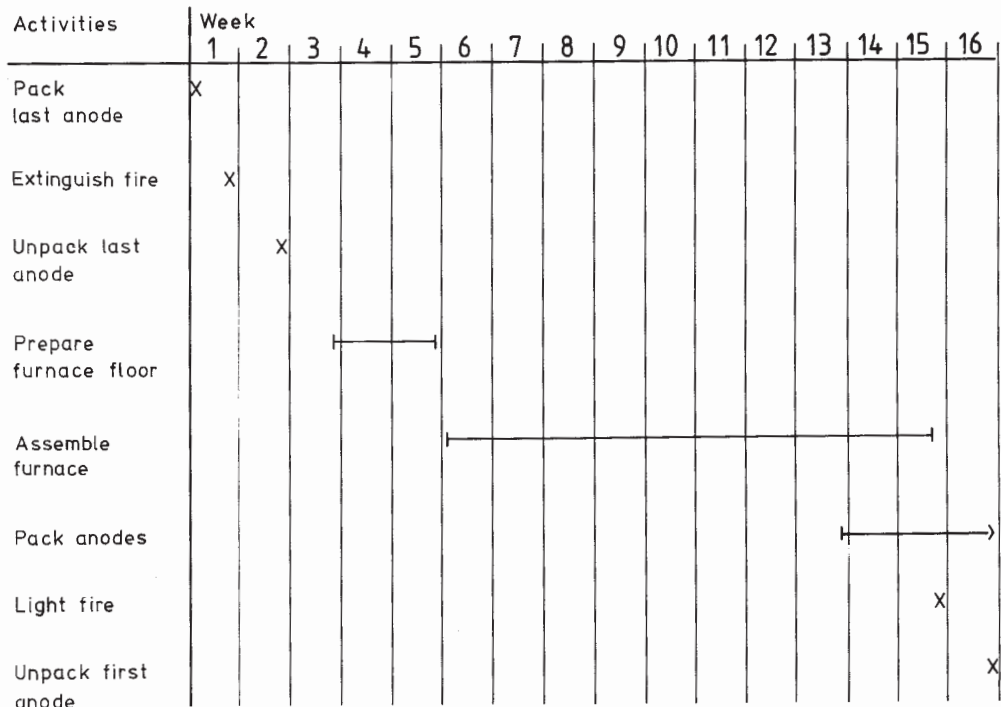 Activities
Week
1 2 3 4 5 6 7 8 9 10 11 12 13 14 15 16
Pack
last anode
X
Extinguish fire
X
Unpack last
anode
X
Prepare
furnace floor
Assemble
furnace
Pack anodes
Light fire
X
Unpack first
anode
X